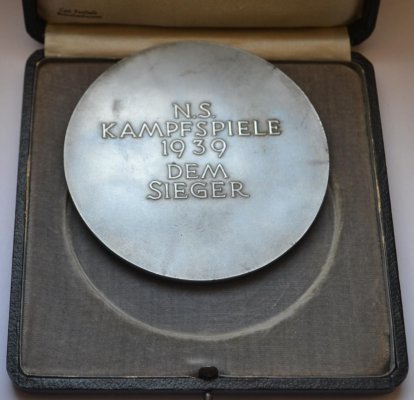 N.S.
KAMPFSPIELE
1939
DEM
SIEGER